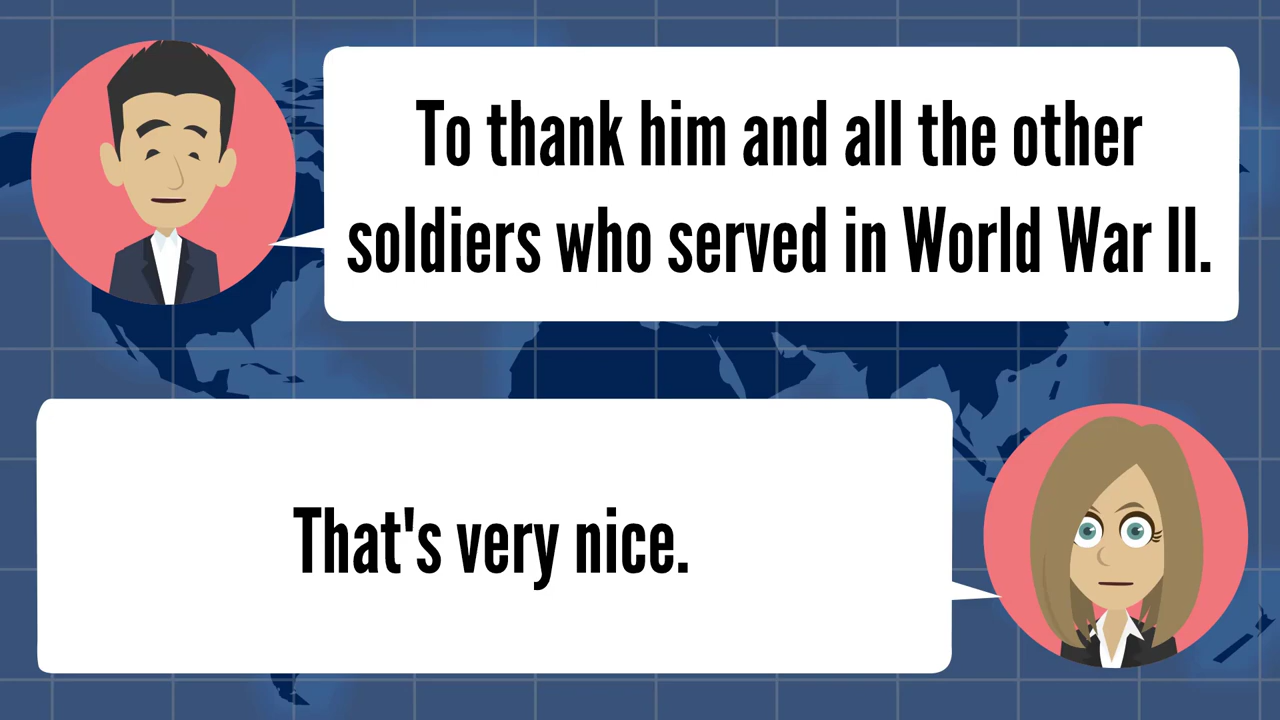 To thank him and all the other
soldiers who served in World War II.
That's very nice.